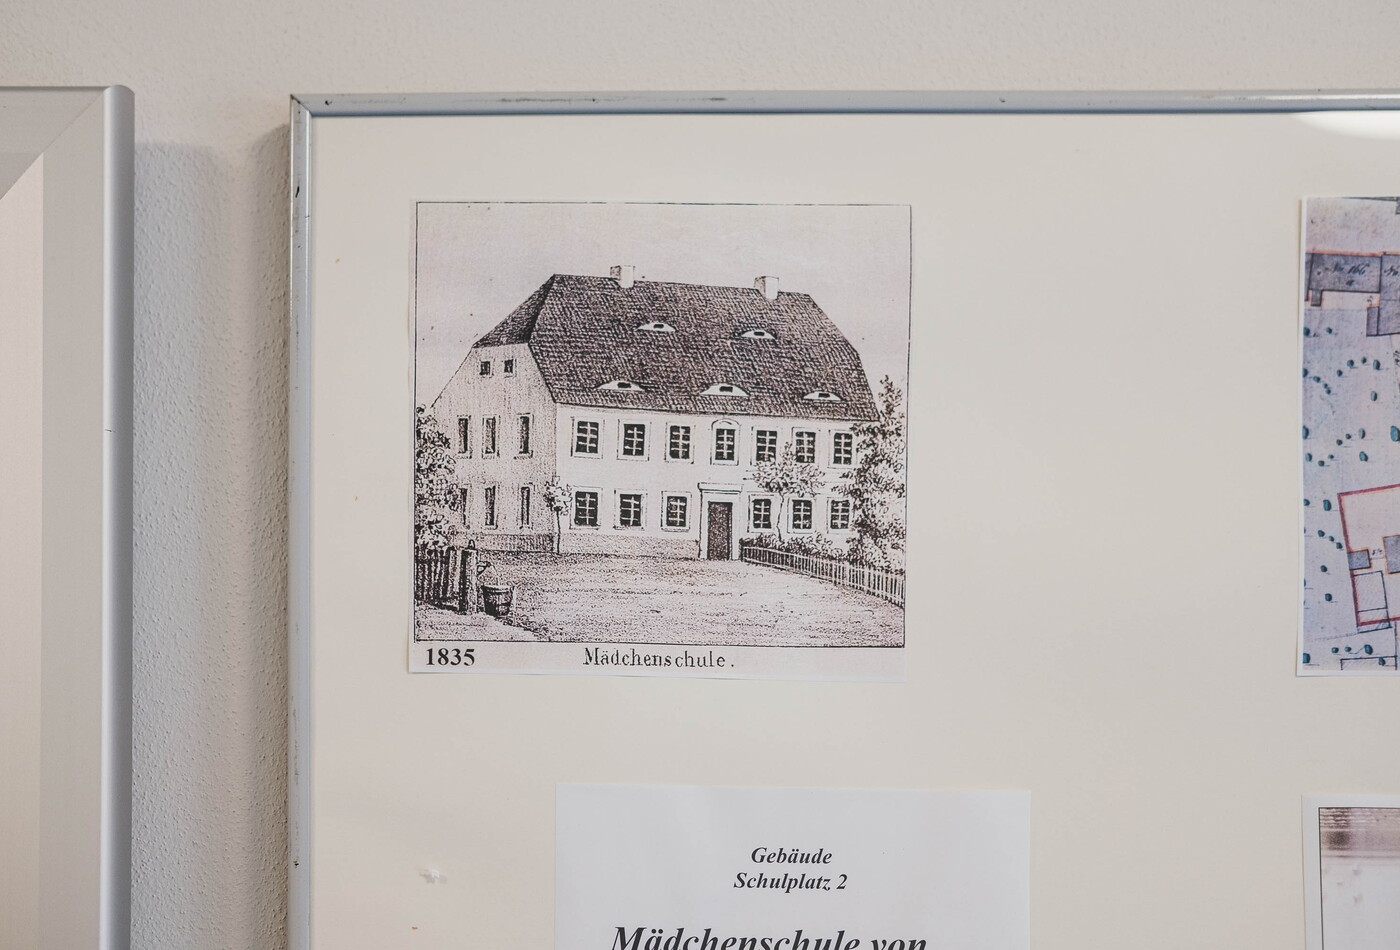 1835 Mädchenschule.
Gebäude
Schulplatz 2
Mädchenschule von